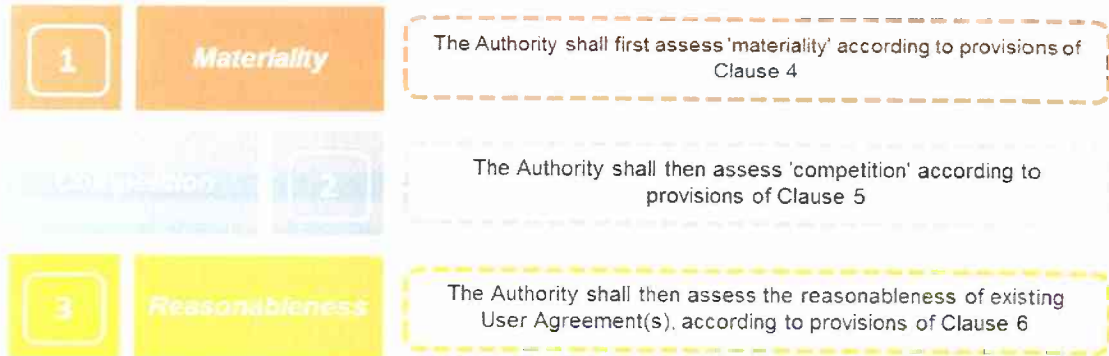 1
Materiality
The Authority shall first assess 'materiality' according to provisions of
Clause 4
Competition
2
The Authority shall then assess 'competition' according to
provisions of Clause 5
3
Reasonableness
The Authority shall then assess the reasonableness of existing
User Agreement(s), according to provisions of Clause 6